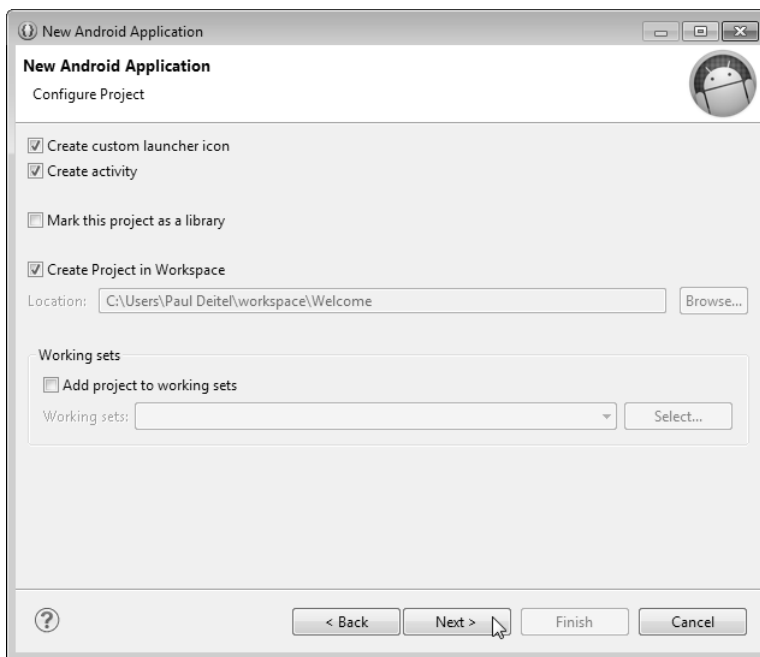 New Android Application
New Android Application
Configure Project
Create custom launcher icon
Create activity
Mark this project as a library
Create Project in Workspace
Location: C:\Users\Paul Deitel\workspace\Welcome Browse...
Working sets
Add project to working sets
Working sets: Select...
? < Back Next > Finish Cancel